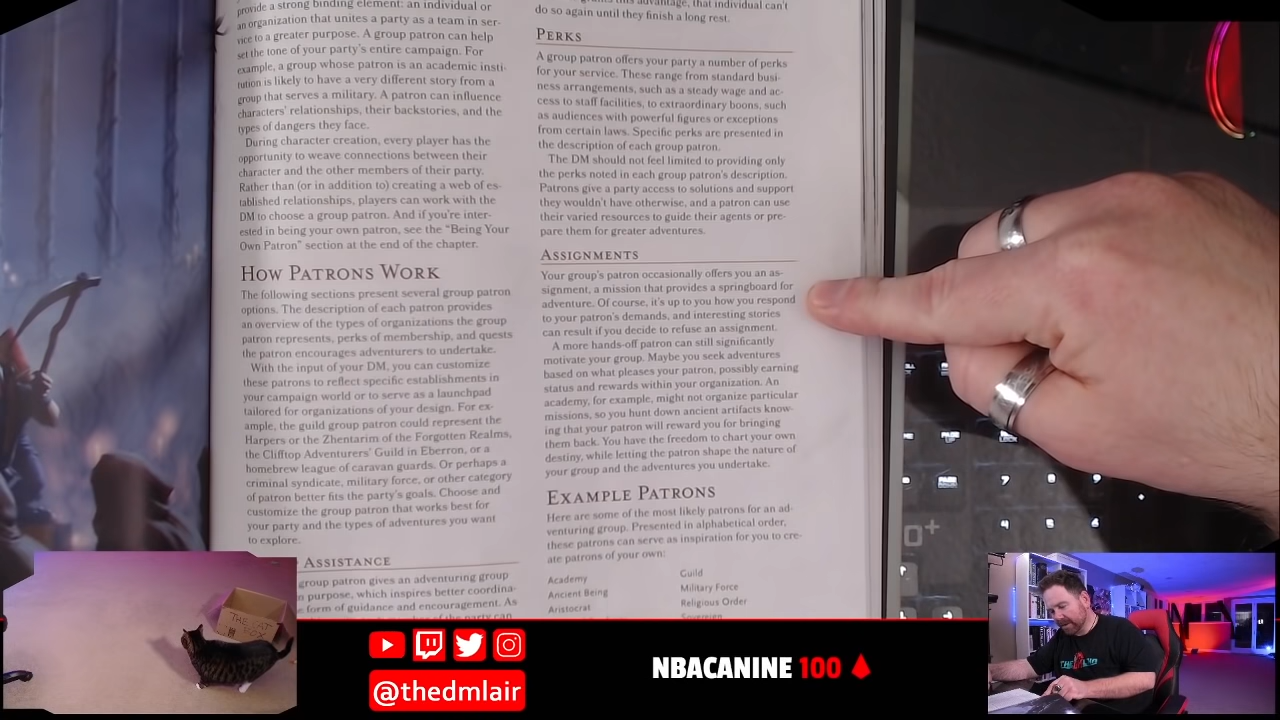 provide a strong binding element: an individual or
an organization that unites a party as a team in ser-
vice to a greater purpose. A group patron can help
set the tone of your party's entire campaign. For
example, a group whose patron is an academic insti-
tution is likely to have a very different story from a
group that serves a military. A patron can influence
characters' relationships, their backstories, and the
types of dangers they face.
During character creation, every player has the
opportunity to weave connections between their
character and the other members of their party.
Rather than (or in addition to) creating a web of es-
tablished relationships, players can work with the
DM to choose a group patron. And if you're inter-
ested in being your own patron, see the "Being Your
Own Patron" section at the end of the chapter.
HOW PATRONS WORK
The following sections present several group patron
options. The description of each patron provides
an overview of the types of organizations the group
patron represents, perks of membership, and quests
the patron encourages adventurers to undertake.
With the input of your DM, you can customize
these patrons to reflect specific establishments in
your campaign world or to serve as a launchpad
tailored for organizations of your design. For ex-
ample, the guild group patron could represent the
Harpers or the Zhentarim of the Forgotten Realms,
the Clifftop Adventurers' Guild in Eberron, or a
homebrew league of caravan guards. Or perhaps a
criminal syndicate, military force, or other category
of patron better fits the party's goals. Choose and
customize the group patron that works best for
your party and the types of adventures you want
to explore.
ASSISTANCE
group patron gives an adventuring group
purpose, which inspires better coordina-
form of guidance and encouragement. As
this advantage, that individual can't
do so again until they finish a long rest.
PERKS
A group patron offers your party a number of perks
for your service. These range from standard busi-
ness arrangements, such as a steady wage and ac-
cess to staff facilities, to extraordinary boons, such
as audiences with powerful figures or exceptions
from certain laws. Specific perks are presented in
the description of each group patron.
The DM should not feel limited to providing only
the perks noted in each group patron's description.
Patrons give a party access to solutions and support
they wouldn't have otherwise, and a patron can use
their varied resources to guide their agents or pre-
pare them for greater adventures.
ASSIGNMENTS
Your group's patron occasionally offers you an as-
signment, a mission that provides a springboard for
adventure. Of course, it's up to you how you respond
to your patron's demands, and interesting stories
can result if you decide to refuse an assignment.
A more hands-off patron can still significantly
motivate your group. Maybe you seek adventures
based on what pleases your patron, possibly earning
status and rewards within your organization. An
academy, for example, might not organize particular
missions, so you hunt down ancient artifacts know-
ing that your patron will reward you for bringing
them back. You have the freedom to chart your own
destiny, while letting the patron shape the nature of
your group and the adventures you undertake.
EXAMPLE PATRONS
Here are some of the most likely patrons for an ad-
venturing group. Presented in alphabetical order,
these patrons can serve as inspiration for you to cre-
ate patrons of your own:
Academy
Ancient Being
Aristocrat
Guild
Military Force
Religious Order
Sovereign
THE CAT
BOX
@thedmlair
NBACANINE 100